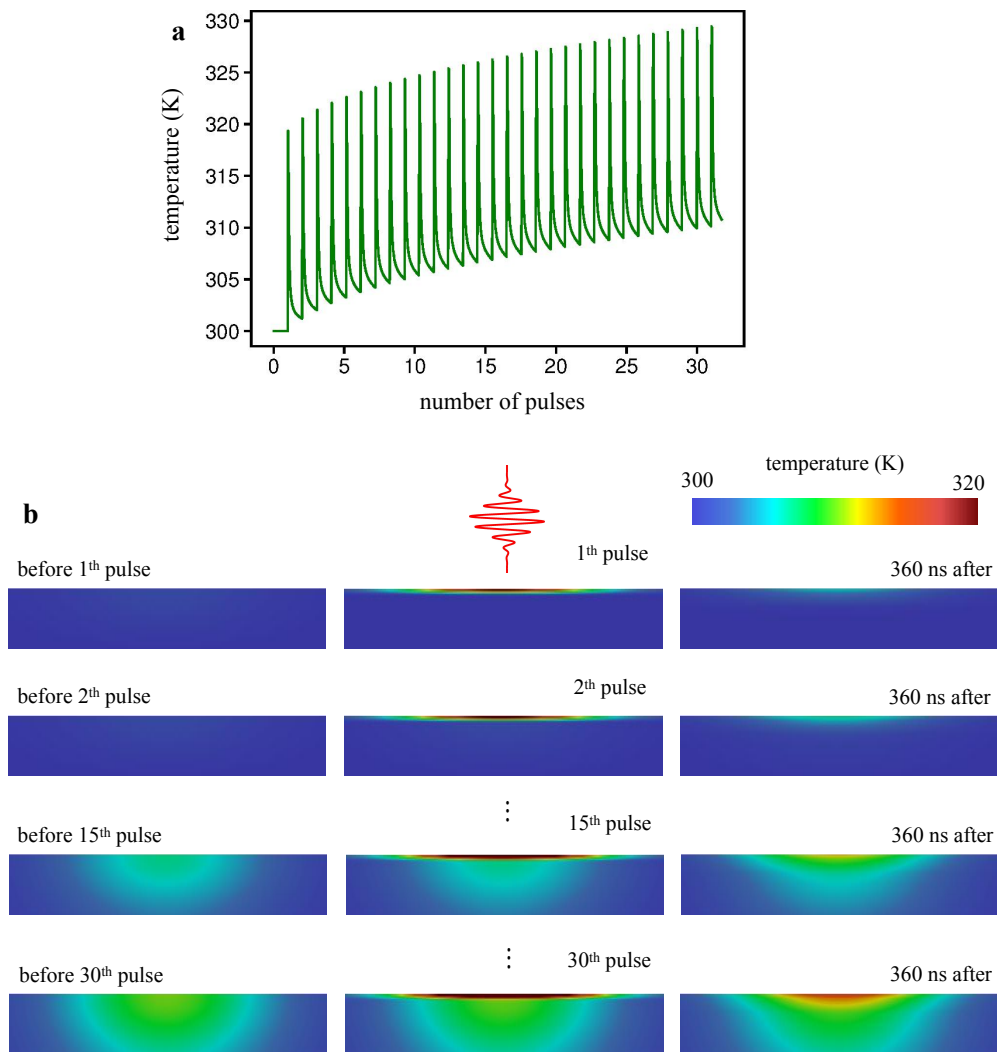 a
330
325
320
315
310
305
300
temperature (K)
0 5 10 15 20 25 30
number of pulses
b
temperature (K)
300 320
before 1th pulse 1th pulse 360 ns after
before 2th pulse 2th pulse 360 ns after
⋮
before 15th pulse 15th pulse 360 ns after
⋮
before 30th pulse 30th pulse 360 ns after